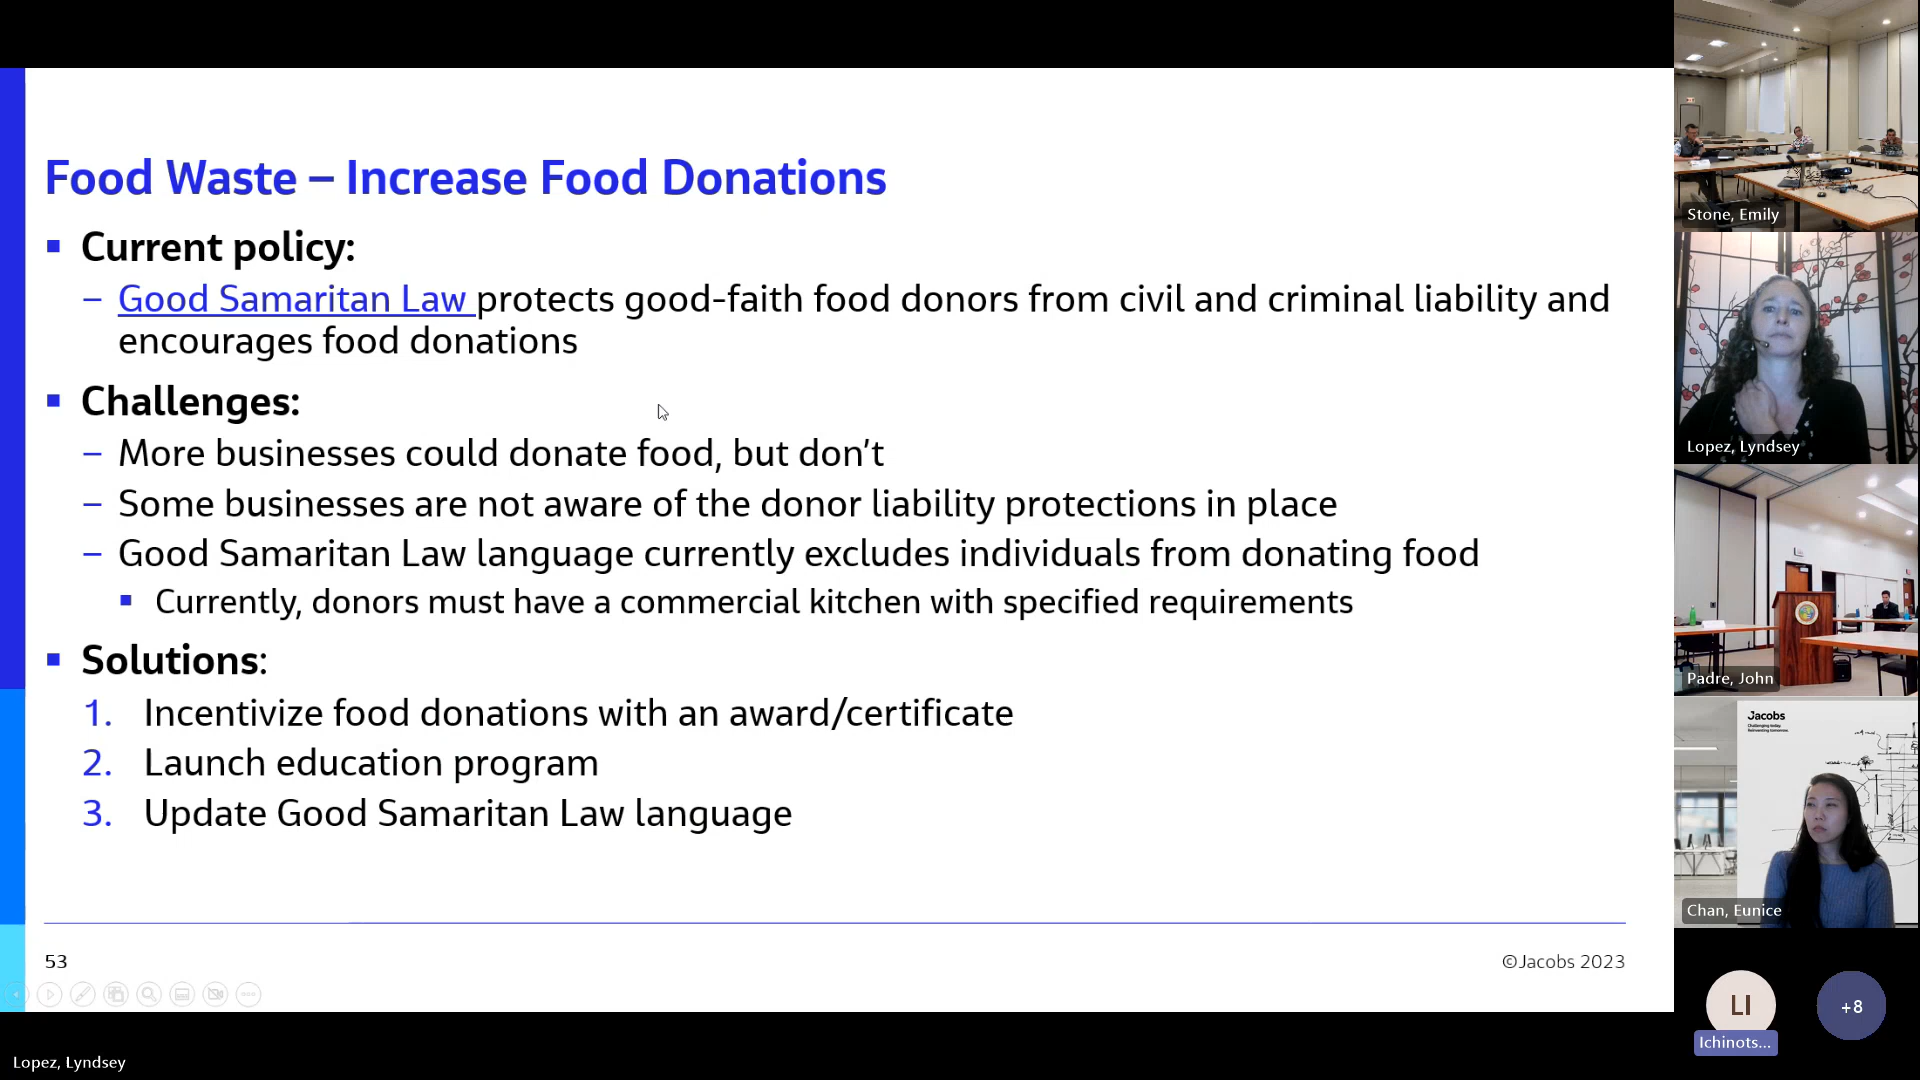 Food Waste – Increase Food Donations
▪ Current policy:
– Good Samaritan Law protects good-faith food donors from civil and criminal liability and
encourages food donations
▪ Challenges:
– More businesses could donate food, but don’t
– Some businesses are not aware of the donor liability protections in place
– Good Samaritan Law language currently excludes individuals from donating food
▪ Currently, donors must have a commercial kitchen with specified requirements
▪ Solutions:
1. Incentivize food donations with an award/certificate
2. Launch education program
3. Update Good Samaritan Law language
53
©Jacobs 2023
Lopez, Lyndsey
Stone, Emily
Lopez, Lyndsey
Padre, John
Jacobs
Challenging today.
Reinventing tomorrow.
Chan, Eunice
LI
Ichinots...
+8